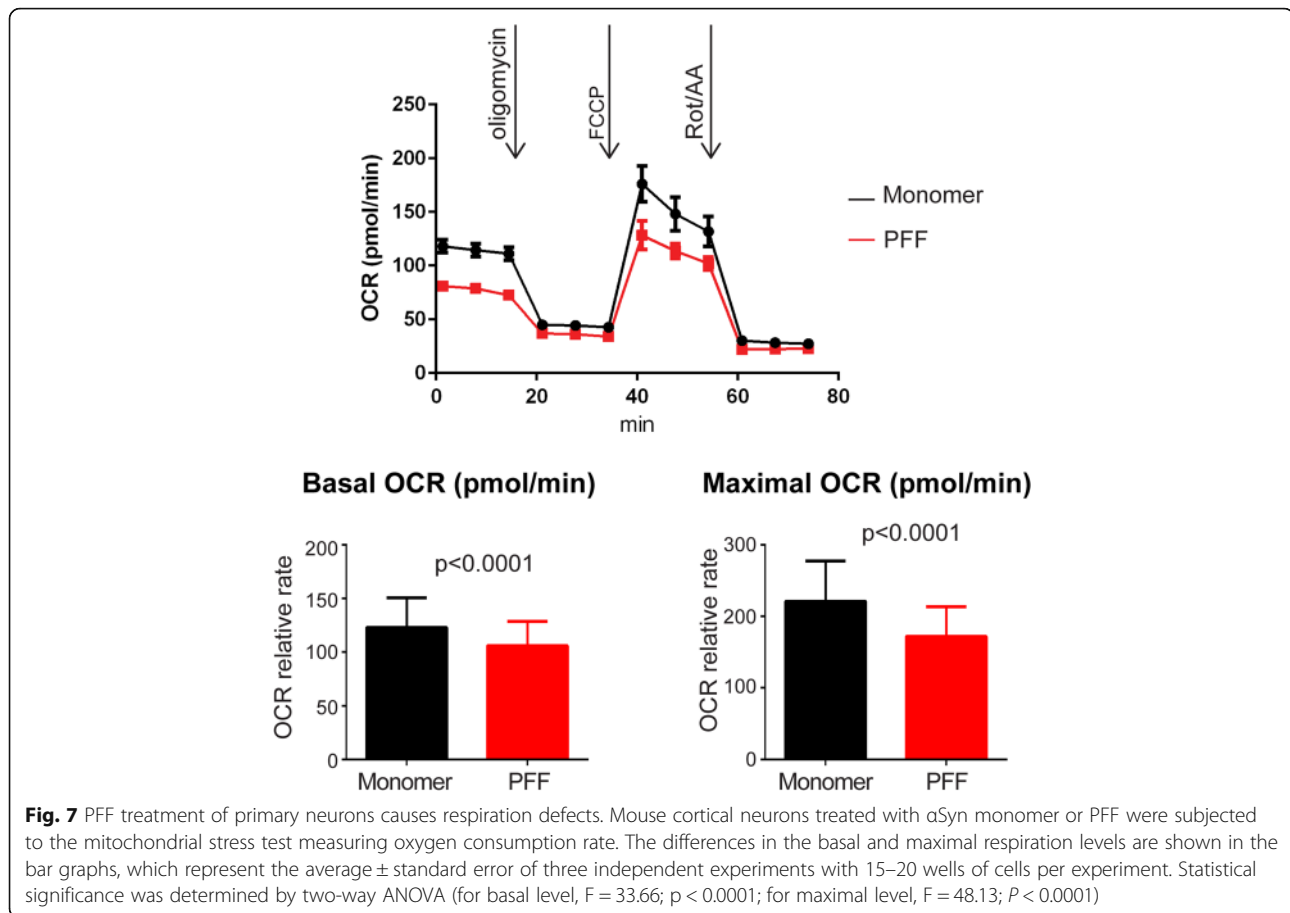 oligomycin
FCCP
Rot/AA
250
200
150
100
50
0
OCR (pmol/min)
0 20 40 60 80
min
Monomer
PFF
Basal OCR (pmol/min)
OCR relative rate
200
150
100
50
0
p<0.0001
Monomer PFF
Maximal OCR (pmol/min)
OCR relative rate
300
200
100
0
p<0.0001
Monomer PFF
Fig. 7 PFF treatment of primary neurons causes respiration defects. Mouse cortical neurons treated with αSyn monomer or PFF were subjected
to the mitochondrial stress test measuring oxygen consumption rate. The differences in the basal and maximal respiration levels are shown in the
bar graphs, which represent the average ± standard error of three independent experiments with 15–20 wells of cells per experiment. Statistical
significance was determined by two-way ANOVA (for basal level, F = 33.66; p < 0.0001; for maximal level, F = 48.13; P < 0.0001)